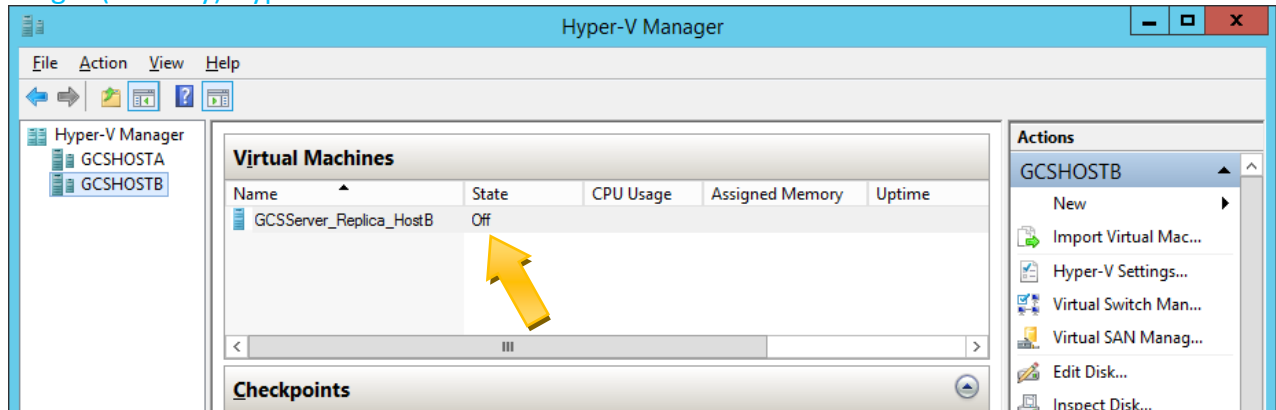 Hyper-V Manager
File Action View Help
Hyper-V Manager
GCSHOSTA
GCSHOSTB
Virtual Machines
Name State CPU Usage Assigned Memory Uptime
GCSServer_Replica_HostB Off
Checkpoints
Actions
GCSHOSTB
New
Import Virtual Mac...
Hyper-V Settings...
Virtual Switch Man...
Virtual SAN Manag...
Edit Disk...
Inspect Disk...